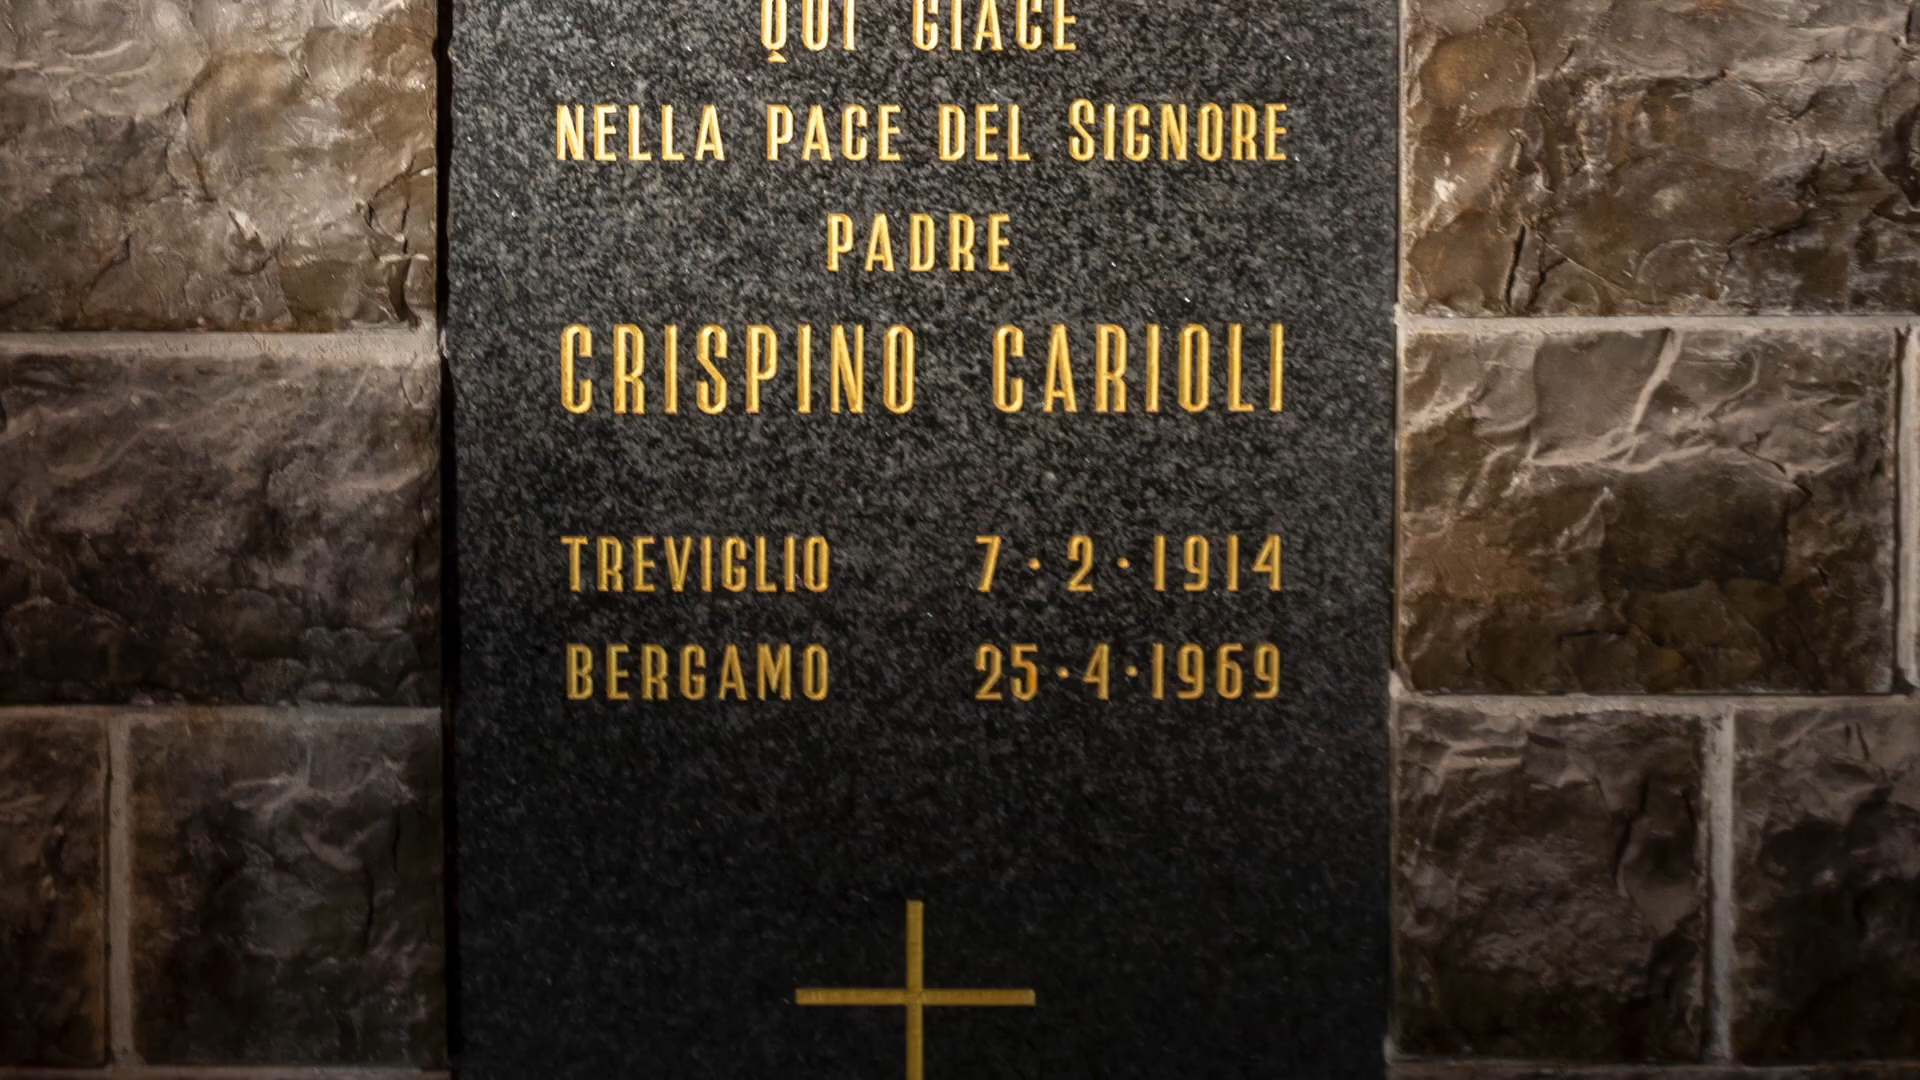 QUI GIACE
NELLA PACE DEL SIGNORE
PADRE
CRISPINO CARIOLI
TREVIGLIO 7·2·1914
BERGAMO 25·4·1969